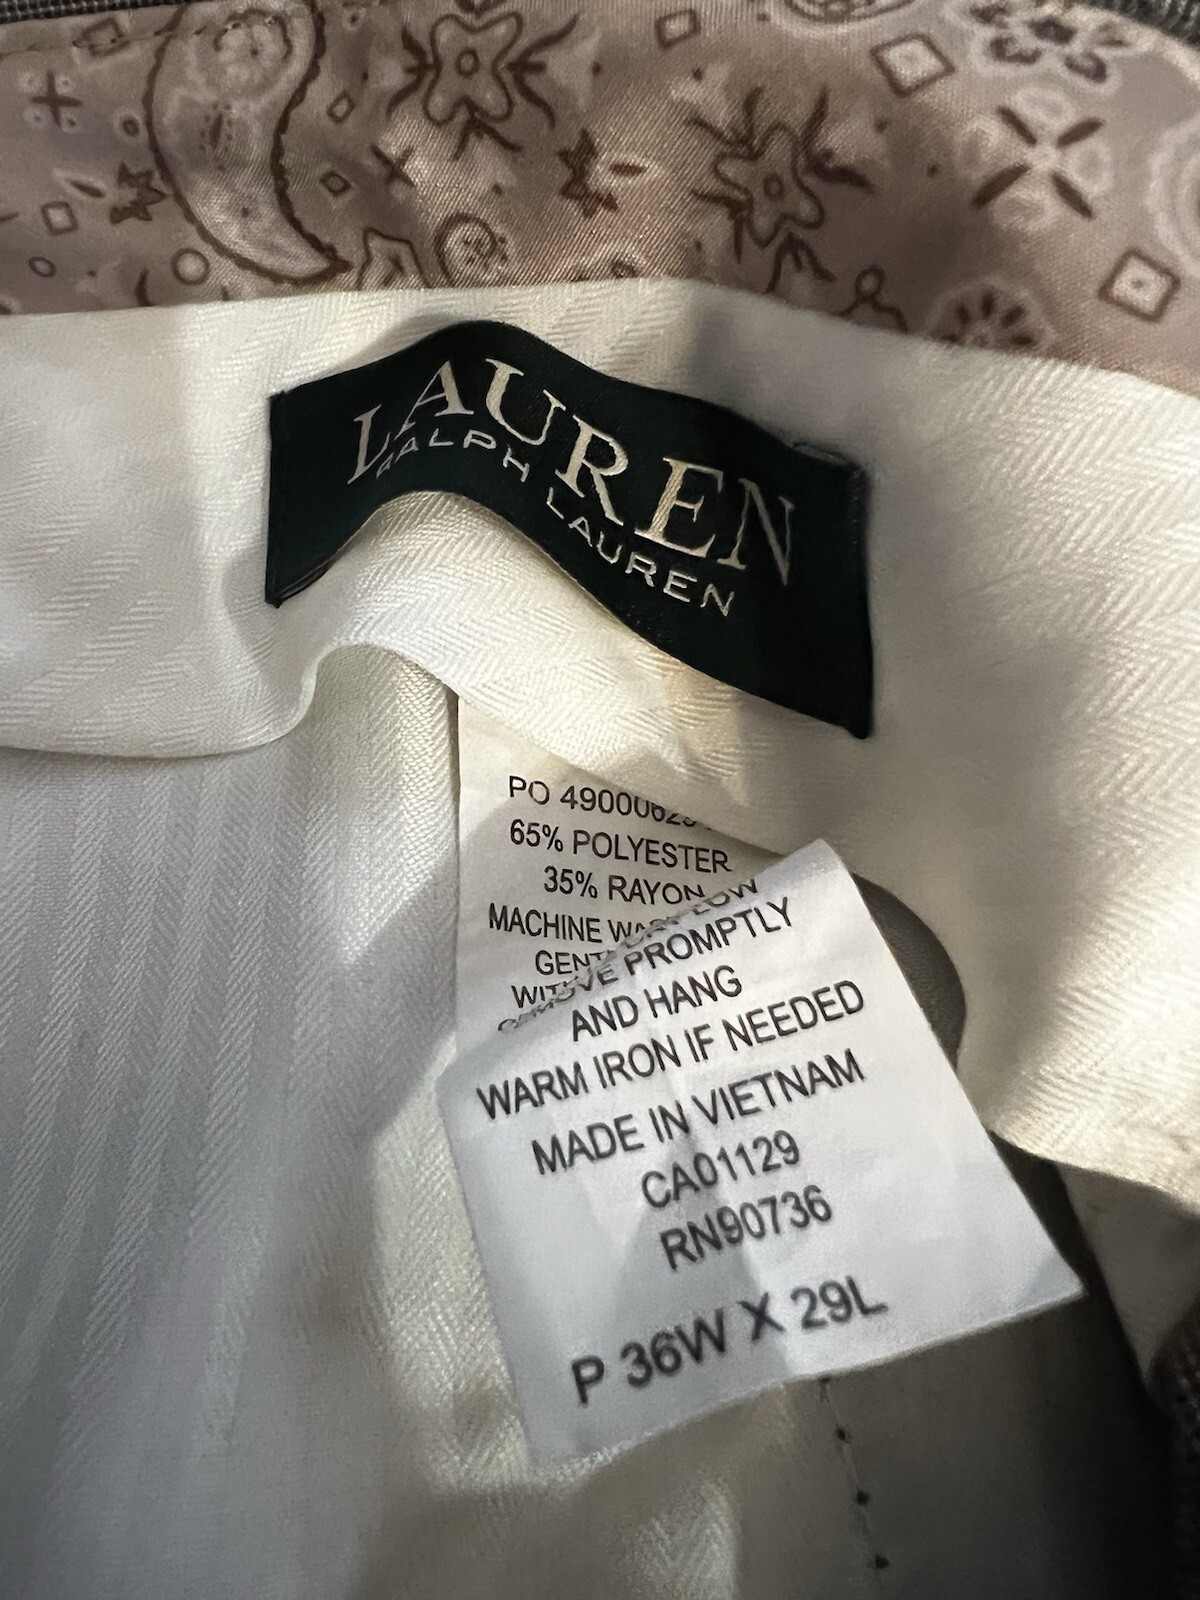 LAUREN
RALPH LAUREN
PO 4900062
65% POLYESTER
35% RAYON
MACHINE
LOW
PROMPTLY
AND HANG
WARM IRON IF NEEDED
MADE IN VIETNAM
CA01129
RN90736
P 36W X 29L